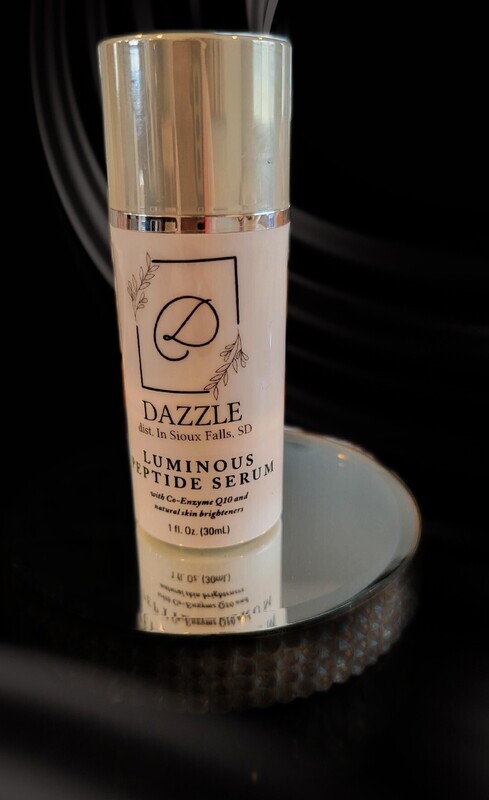 D
DAZZLE
dist. In Sioux Falls, SD
LUMINOUS
PEPTIDE SERUM
with Co-Enzyme Q10 and
natural skin brighteners
1 fl. Oz. (30mL)